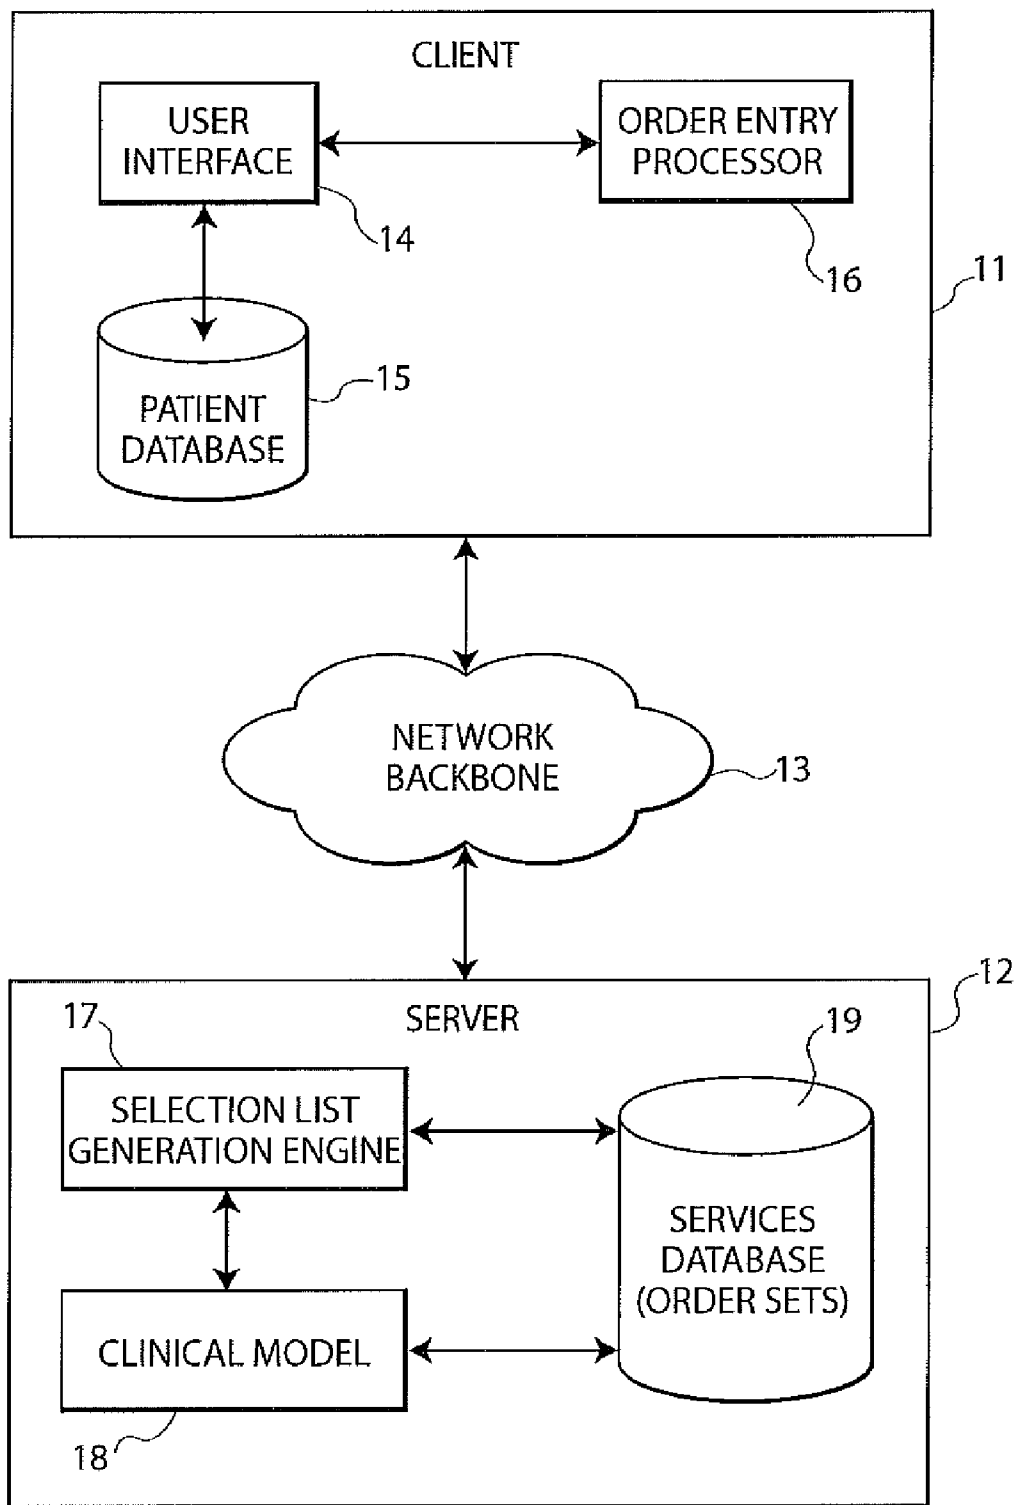 CLIENT
USER
INTERFACE
ORDER ENTRY
PROCESSOR
14
16
11
15
PATIENT
DATABASE
NETWORK
BACKBONE
13
12
SERVER
17
19
SELECTION LIST
GENERATION ENGINE
SERVICES
DATABASE
(ORDER SETS)
CLINICAL MODEL
18